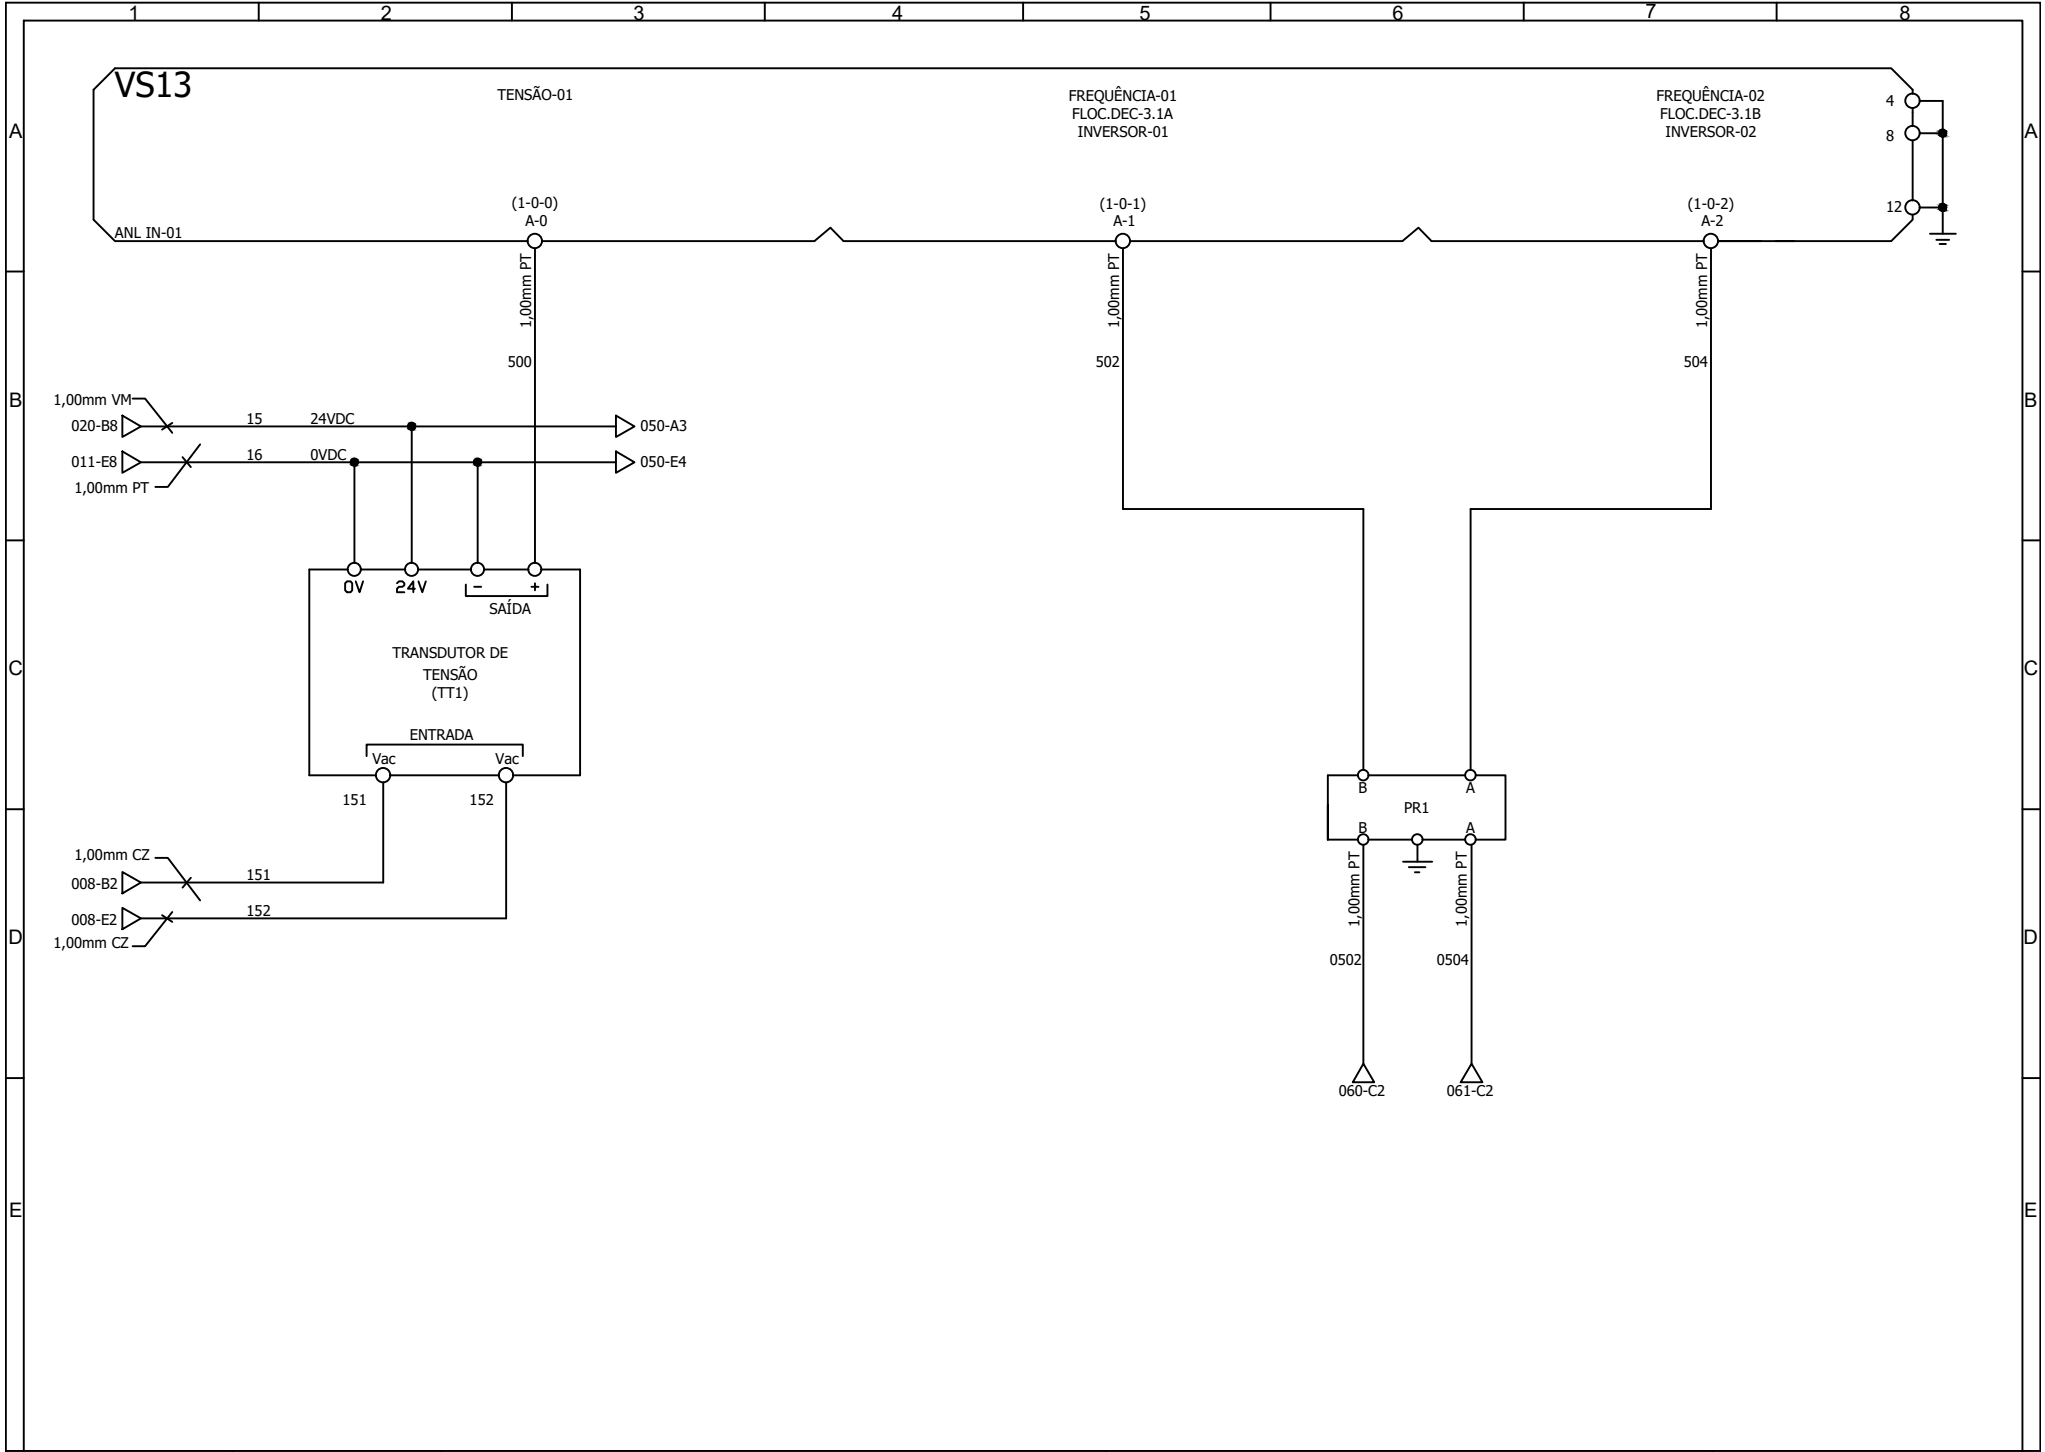 1 2 3 4 5 6 7 8
VS13
TENSÃO-01
FREQUÊNCIA-01
FLOC.DEC-3.1A
INVERSOR-01
FREQUÊNCIA-02
FLOC.DEC-3.1B
INVERSOR-02
4
8
12
A A
(1-0-0)
A-0
(1-0-1)
A-1
(1-0-2)
A-2
ANL IN-01
1,00mm PT
1,00mm PT
1,00mm PT
500
502
504
B B
1,00mm VM
020-B8 15 24VDC 050-A3
011-E8 16 0VDC 050-E4
1,00mm PT
0V 24V - +
SAÍDA
TRANSDUTOR DE
TENSÃO
(TT1)
C C
ENTRADA
Vac Vac
151 152
B A
PR1
B A
1,00mm CZ
008-B2 151
008-E2 152
1,00mm CZ
1,00mm PT
1,00mm PT
D D
0502 0504
060-C2 061-C2
E E